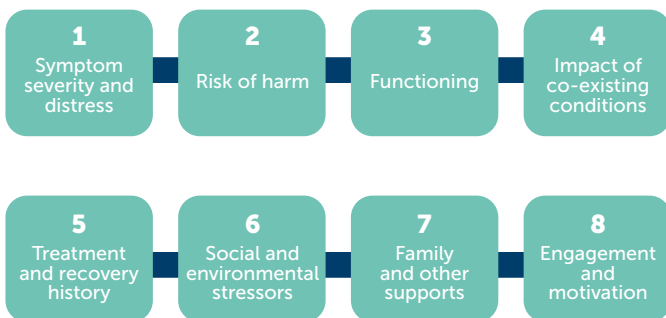 1
Symptom
severity and
distress
2
Risk of harm
3
Functioning
4
Impact of
co-existing
conditions
5
Treatment
and recovery
history
6
Social and
environmental
stressors
7
Family
and other
supports
8
Engagement
and
motivation